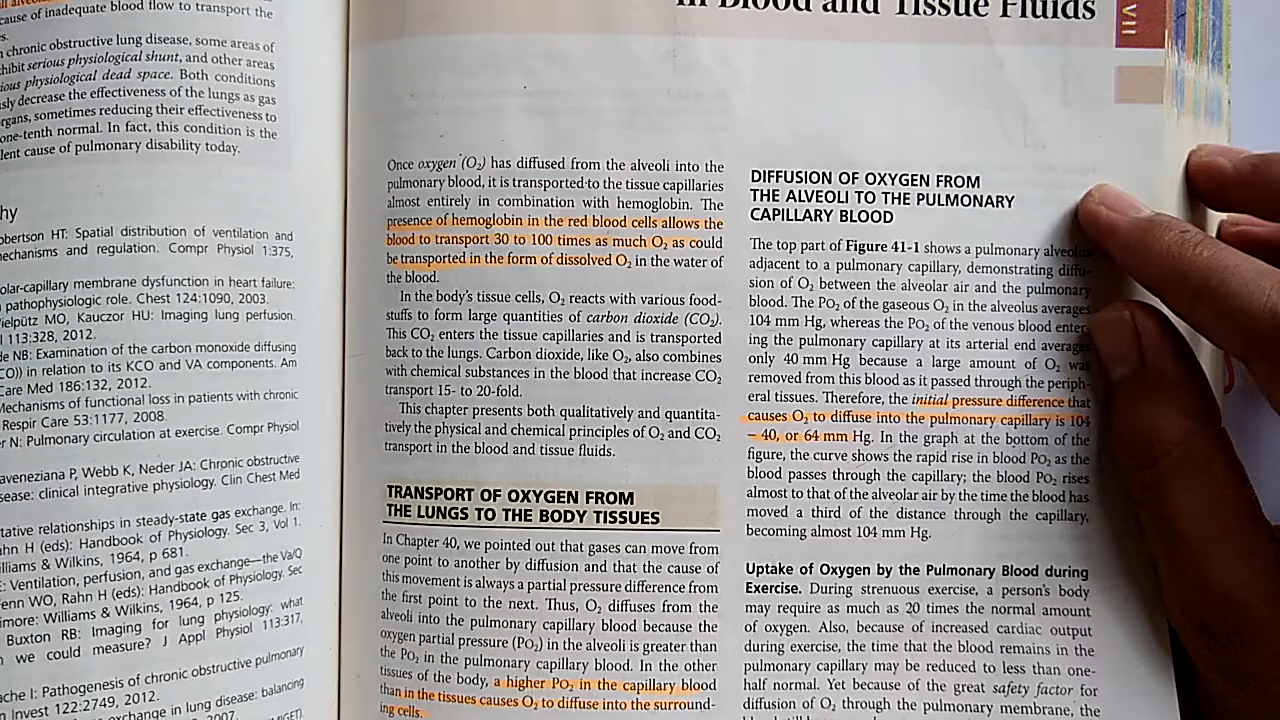 cause of inadequate blood flow to transport the
chronic obstructive lung disease, some areas of
hibit serious physiological shunt, and other areas
physiological dead space. Both conditions
decrease the effectiveness of the lungs as gas
sometimes reducing their effectiveness to
one-tenth normal. In fact, this condition is the
cause of pulmonary disability today.
hy
HT: Spatial distribution of ventilation and
mechanisms and regulation. Compr Physiol 1:375,
membrane dysfunction in heart failure:
pathophysiologic role. Chest 124:1090, 2003.
MO, Kauczor HU: Imaging lung perfusion.
113:328, 2012.
NB: Examination of the carbon monoxide diffusing
in relation to its KCO and VA components. Am
Care Med 186:132, 2012.
Mechanisms of functional loss in patients with chronic
Respir Care 53:1177, 2008.
N: Pulmonary circulation at exercise. Compr Physiol
P, Webb K, Neder JA: Chronic obstructive
clinical integrative physiology. Clin Chest Med
relationships in steady-state gas exchange. In:
H (eds): Handbook of Physiology. Sec 3, Vol 1.
Williams & Wilkins, 1964, p 681.
Ventilation, perfusion, and gas exchange—the Va/Q
WO, Rahn H (eds): Handbook of Physiology. Sec
Williams & Wilkins, 1964, p 125.
Buxton RB: Imaging for lung physiology: what
we could measure? J Appl Physiol 113:317,
I: Pathogenesis of chronic obstructive pulmonary
Invest 122:2749, 2012.
exchange in lung disease: balancing
2007.
in Blood and Tissue Fluids
VII
Once oxygen (O2) has diffused from the alveoli into the
pulmonary blood, it is transported to the tissue capillaries
almost entirely in combination with hemoglobin. The
presence of hemoglobin in the red blood cells allows the
blood to transport 30 to 100 times as much O2 as could
be transported in the form of dissolved O2 in the water of
the blood.
In the body's tissue cells, O2 reacts with various food-
stuffs to form large quantities of carbon dioxide (CO2).
This CO2 enters the tissue capillaries and is transported
back to the lungs. Carbon dioxide, like O2, also combines
with chemical substances in the blood that increase CO2
transport 15- to 20-fold.
This chapter presents both qualitatively and quantita-
tively the physical and chemical principles of O2 and CO2
transport in the blood and tissue fluids.
TRANSPORT OF OXYGEN FROM
THE LUNGS TO THE BODY TISSUES
In Chapter 40, we pointed out that gases can move from
one point to another by diffusion and that the cause of
this movement is always a partial pressure difference from
the first point to the next. Thus, O2 diffuses from the
alveoli into the pulmonary capillary blood because the
oxygen partial pressure (PO2) in the alveoli is greater than
the PO2 in the pulmonary capillary blood. In the other
tissues of the body, a higher PO2 in the capillary blood
than in the tissues causes O2 to diffuse into the surround-
ing cells.
DIFFUSION OF OXYGEN FROM
THE ALVEOLI TO THE PULMONARY
CAPILLARY BLOOD
The top part of Figure 41-1 shows a pulmonary alveolus
adjacent to a pulmonary capillary, demonstrating diffu-
sion of O2 between the alveolar air and the pulmonary
blood. The PO2 of the gaseous O2 in the alveolus averages
104 mm Hg, whereas the PO2 of the venous blood enter-
ing the pulmonary capillary at its arterial end averages
only 40 mm Hg because a large amount of O2 was
removed from this blood as it passed through the periph-
eral tissues. Therefore, the initial pressure difference that
causes O2 to diffuse into the pulmonary capillary is 104
− 40, or 64 mm Hg. In the graph at the bottom of the
figure, the curve shows the rapid rise in blood PO2 as the
blood passes through the capillary; the blood PO2 rises
almost to that of the alveolar air by the time the blood has
moved a third of the distance through the capillary,
becoming almost 104 mm Hg.
Uptake of Oxygen by the Pulmonary Blood during
Exercise. During strenuous exercise, a person's body
may require as much as 20 times the normal amount
of oxygen. Also, because of increased cardiac output
during exercise, the time that the blood remains in the
pulmonary capillary may be reduced to less than one-
half normal. Yet because of the great safety factor for
diffusion of O2 through the pulmonary membrane, the